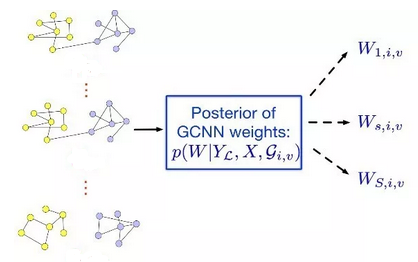 W_{1,i,v}
Posterior of
GCNN weights:
p(W|Y_𝓛, X, 𝒢_{i,v})
W_{s,i,v}
W_{S,i,v}